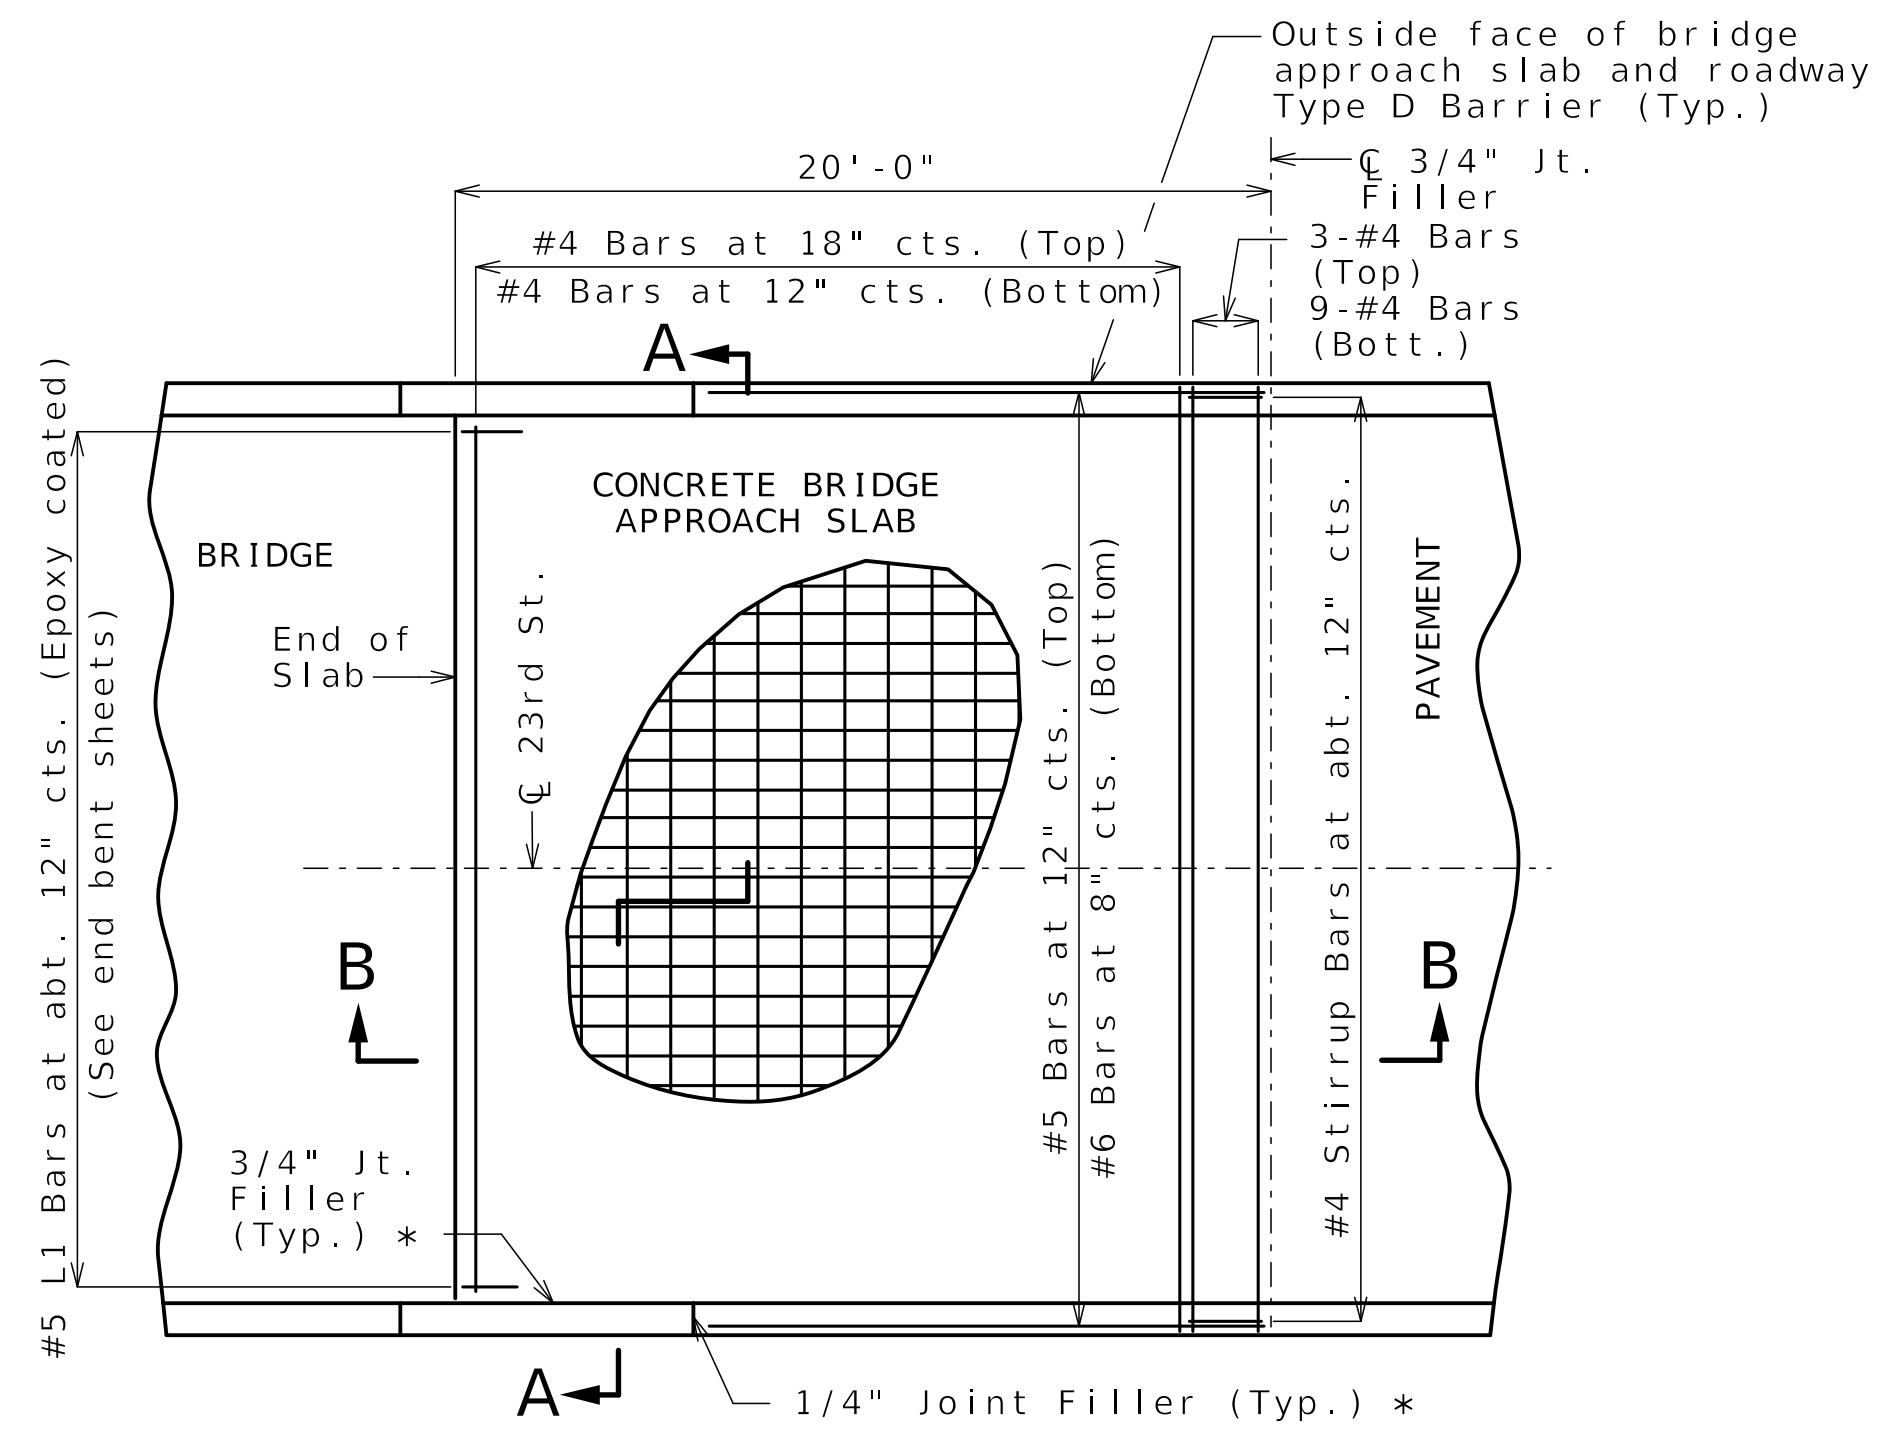 Outside face of bridge
approach slab and roadway
Type D Barrier (Typ.)
20'-0"
℄ 3/4" Jt.
Filler
#4 Bars at 18" cts. (Top)
#4 Bars at 12" cts. (Bottom)
3-#4 Bars
(Top)
9-#4 Bars
(Bott.)
A
CONCRETE BRIDGE
APPROACH SLAB
BRIDGE
End of
Slab
℄ 23rd St.
#5 L1 Bars at abt. 12" cts. (Epoxy coated)
(See end bent sheets)
#5 Bars at 12" cts. (Top)
#6 Bars at 8" cts. (Bottom)
#4 Stirrup Bars at abt. 12" cts.
PAVEMENT
B
B
3/4" Jt.
Filler
(Typ.) *
A
1/4" Joint Filler (Typ.) *